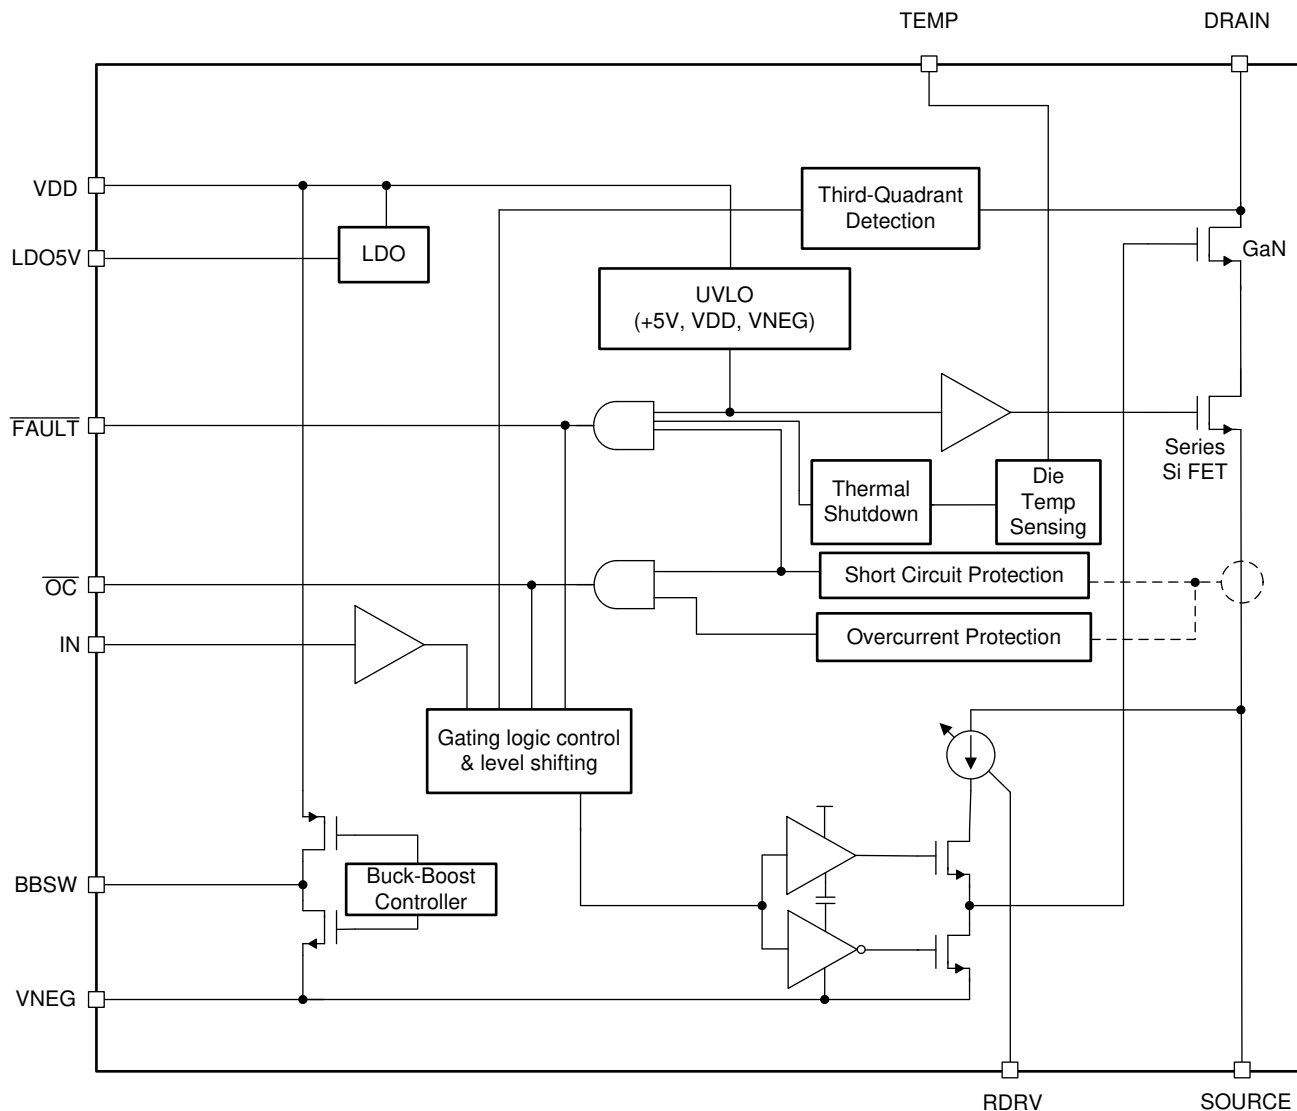 TEMP
DRAIN
VDD
Third-Quadrant
Detection
LDO5V
LDO
GaN
UVLO
(+5V, VDD, VNEG)
FAULT
Series
Si FET
Thermal
Shutdown
Die
Temp
Sensing
OC
Short Circuit Protection
IN
Overcurrent Protection
Gating logic control
& level shifting
BBSW
Buck-Boost
Controller
VNEG
RDRV
SOURCE